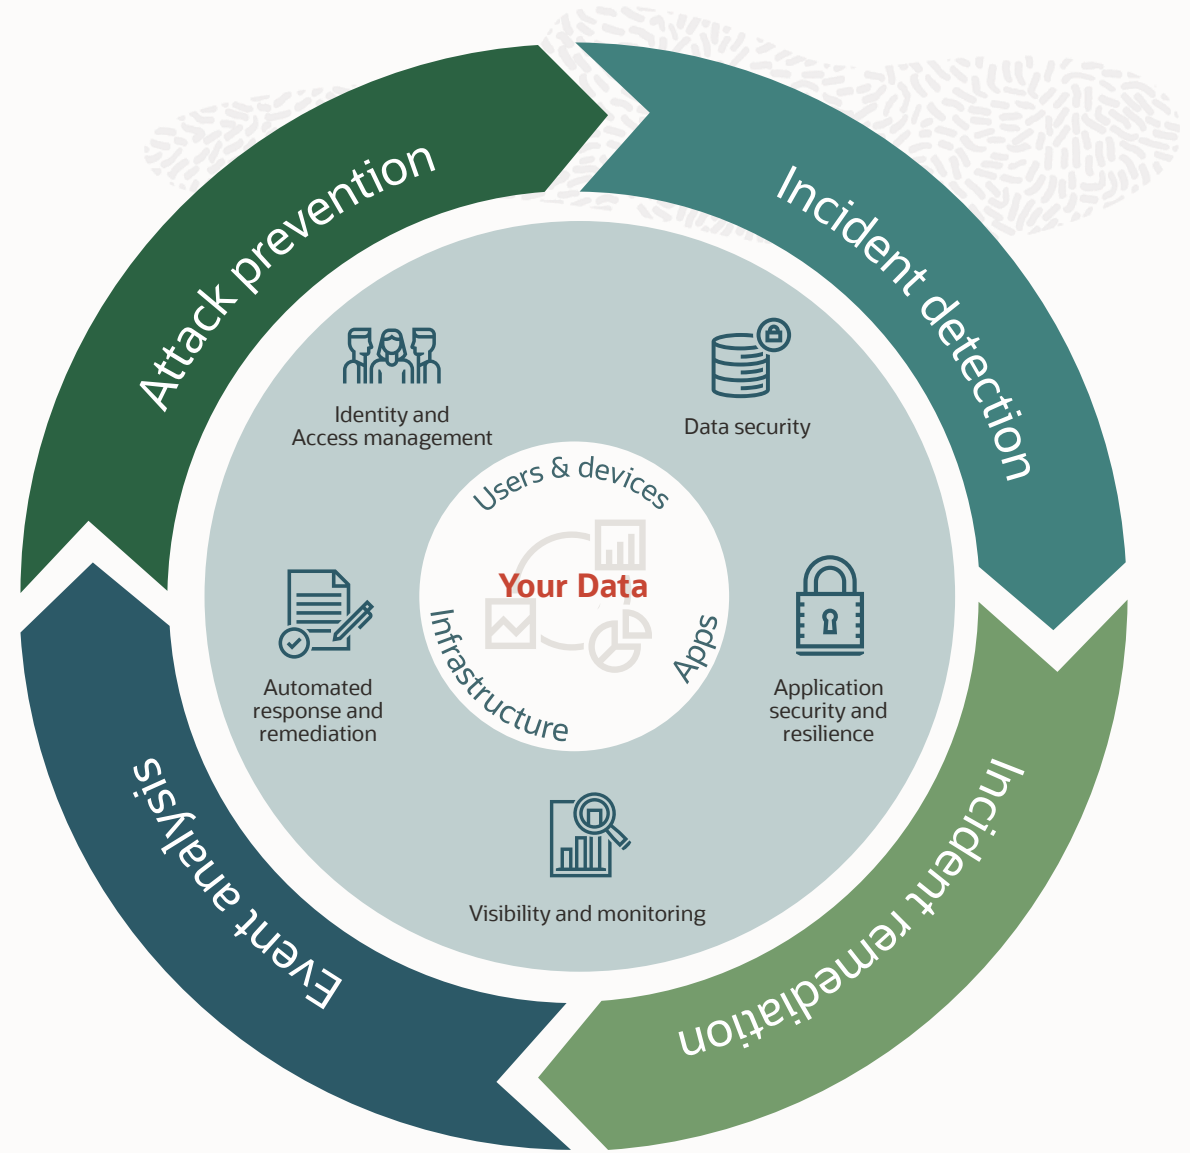 Attack prevention
Incident detection
Incident remediation
Event analysis
Identity and
Access management
Data security
Application
security and
resilience
Visibility and monitoring
Automated
response and
remediation
Users & devices
Apps
Infrastructure
Your Data